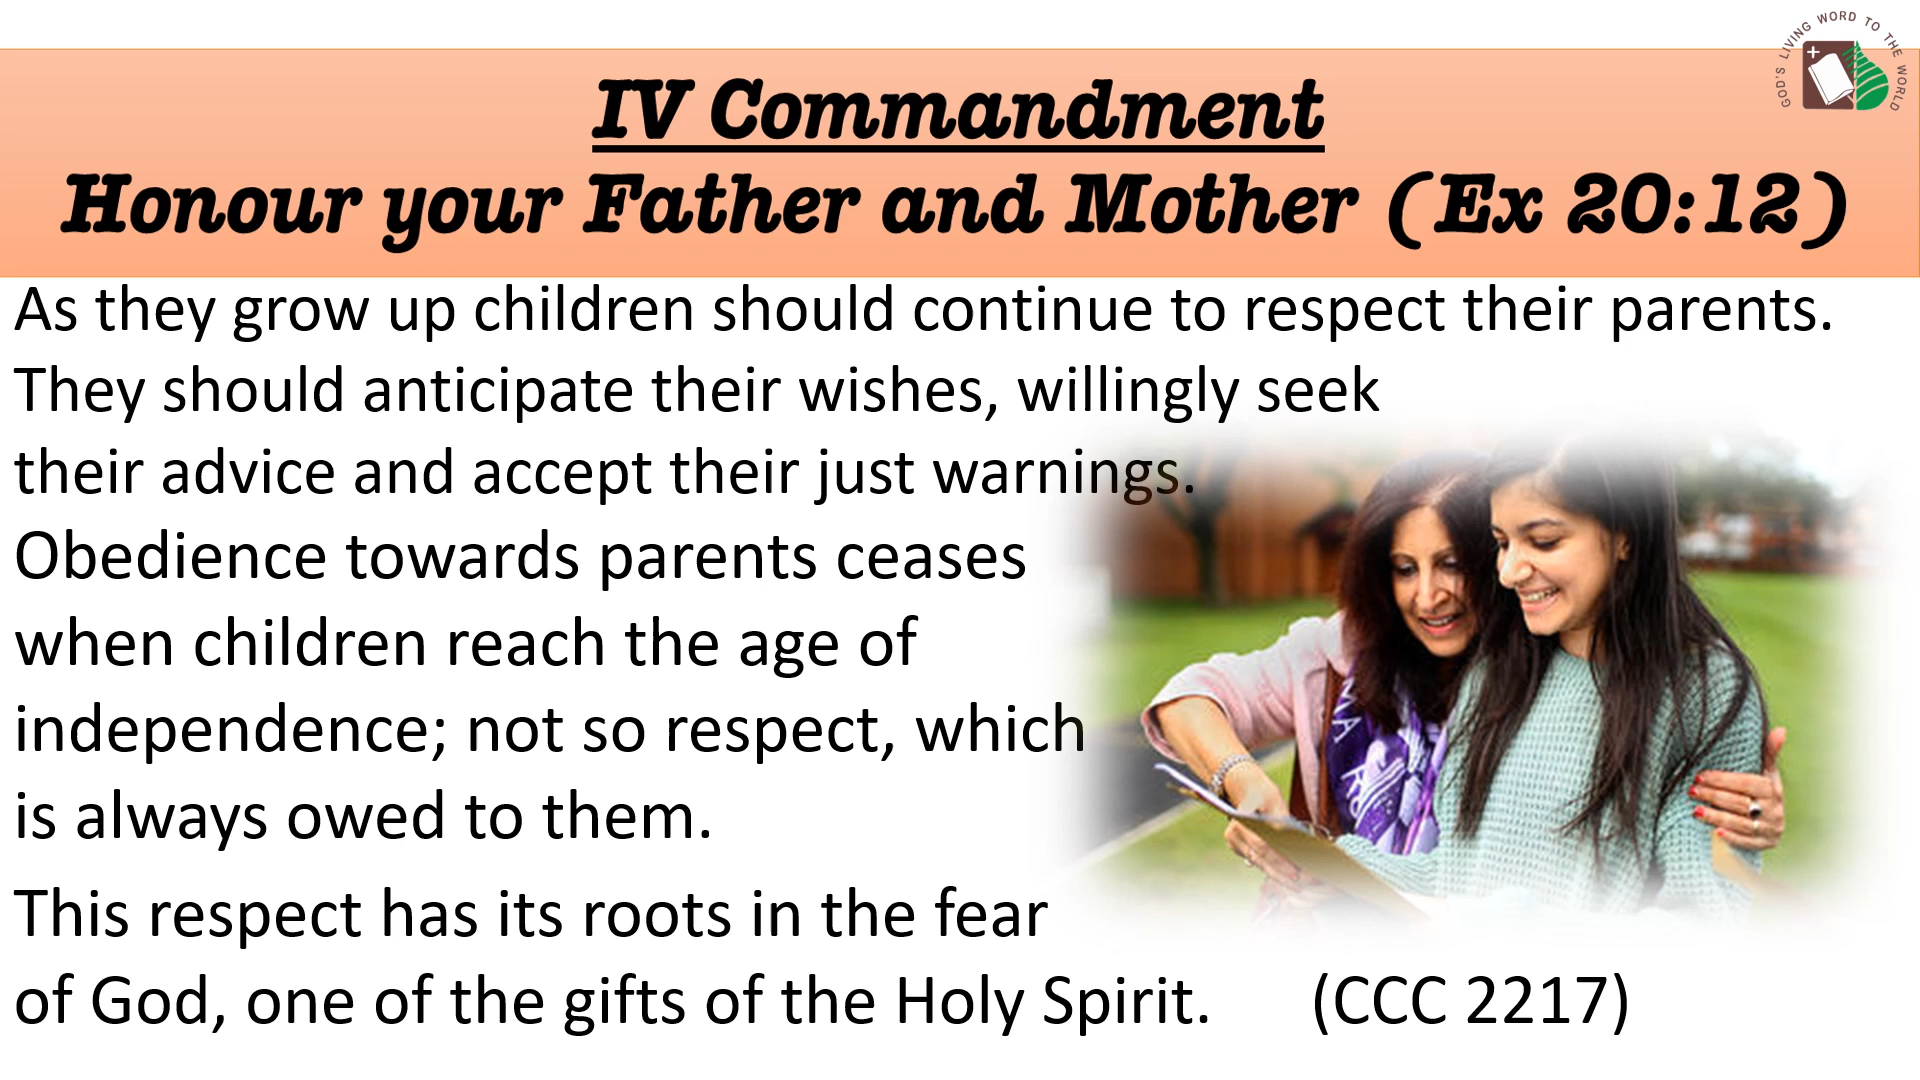 GOD'S LIVING WORD TO THE WORLD
IV Commandment
Honour your Father and Mother (Ex 20:12)
As they grow up children should continue to respect their parents.
They should anticipate their wishes, willingly seek
their advice and accept their just warnings.
Obedience towards parents ceases
when children reach the age of
independence; not so respect, which
is always owed to them.
This respect has its roots in the fear
of God, one of the gifts of the Holy Spirit. (CCC 2217)